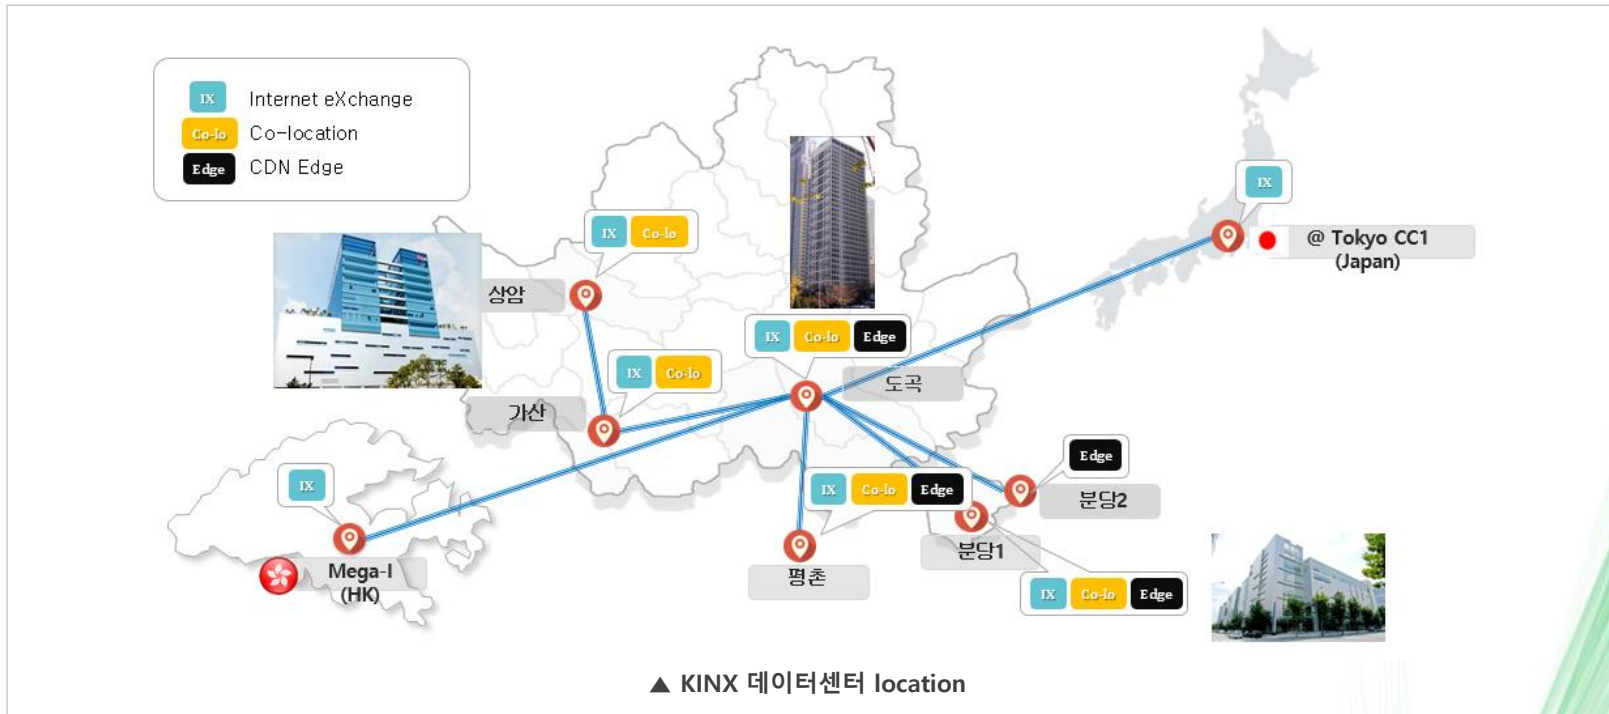 IX Internet eXchange
Co-lo Co-location
Edge CDN Edge
IX
@ Tokyo CC1
(Japan)
IX Co-lo
상암
IX Co-lo Edge
도곡
IX Co-lo
가산
Edge
분당2
IX
Mega-I
(HK)
IX Co-lo Edge
평촌
분당1
IX Co-lo Edge
▲ KINX 데이터센터 location